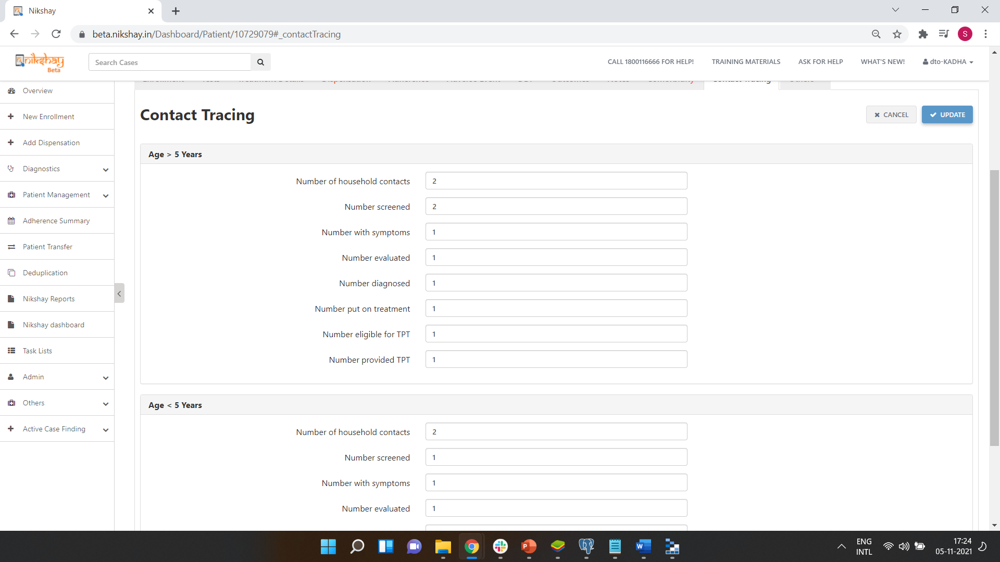 Nikshay
beta.nikshay.in/Dashboard/Patient/10729079#_contactTracing
S
nikshay
Beta
Search Cases
CALL 1800116666 FOR HELP!
TRAINING MATERIALS
ASK FOR HELP
WHAT'S NEW!
dto-KADHA
Contact Tracing
Overview
New Enrollment
Add Dispensation
Diagnostics
Patient Management
Adherence Summary
Patient Transfer
Deduplication
Nikshay Reports
Nikshay dashboard
Task Lists
Admin
Others
Active Case Finding
Contact Tracing
CANCEL
UPDATE
Age > 5 Years
Number of household contacts 2
Number screened 2
Number with symptoms 1
Number evaluated 1
Number diagnosed 1
Number put on treatment 1
Number eligible for TPT 1
Number provided TPT 1
Age < 5 Years
Number of household contacts 2
Number screened 1
Number with symptoms 1
Number evaluated 1
ENG
INTL
17:24
05-11-2021